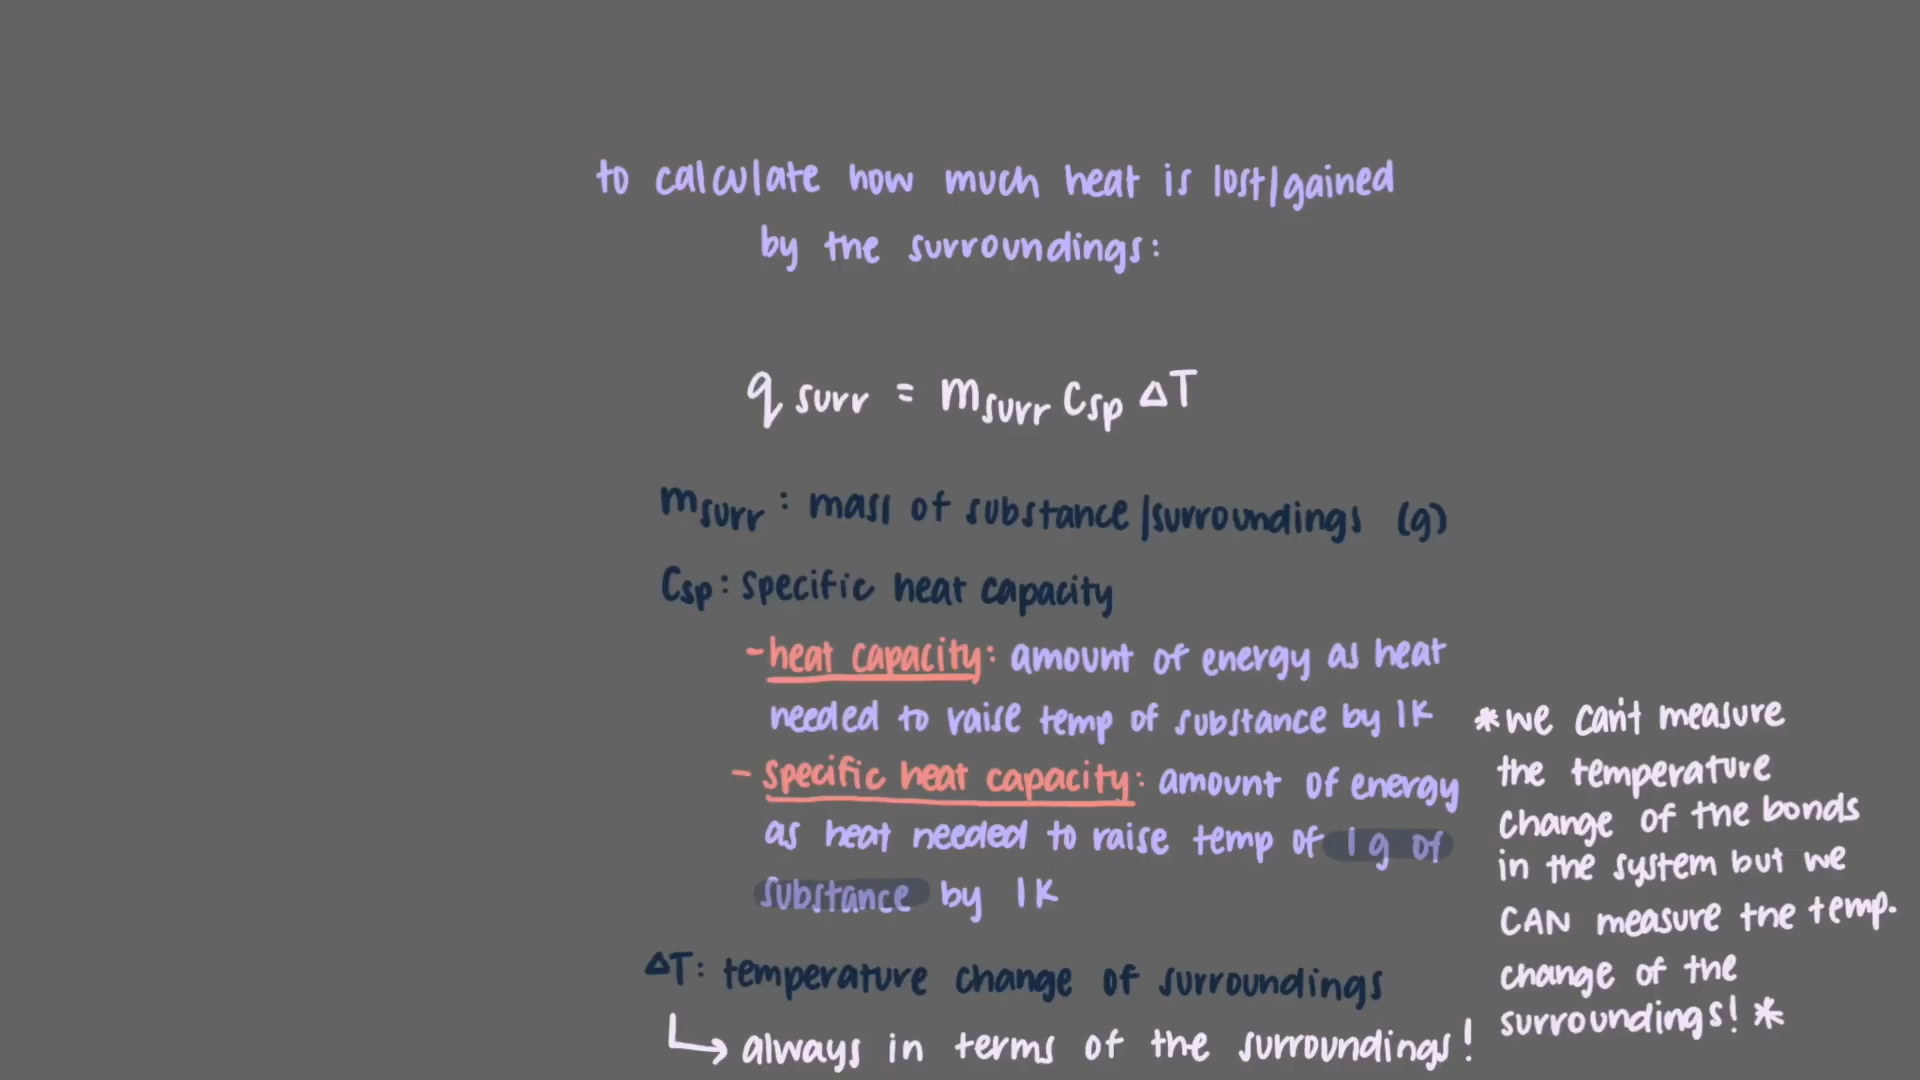 to calculate how much heat is lost/gained
by the surroundings:
q surr = m surr Csp ΔT
m surr : mass of substance/surroundings (g)
Csp: specific heat capacity
- heat capacity: amount of energy as heat
needed to raise temp of substance by 1K
- specific heat capacity: amount of energy
as heat needed to raise temp of 1 g of
substance by 1K
ΔT: temperature change of surroundings
↳ always in terms of the surroundings!
*we can't measure
the temperature
change of the bonds
in the system but we
CAN measure the temp.
change of the
surroundings! *